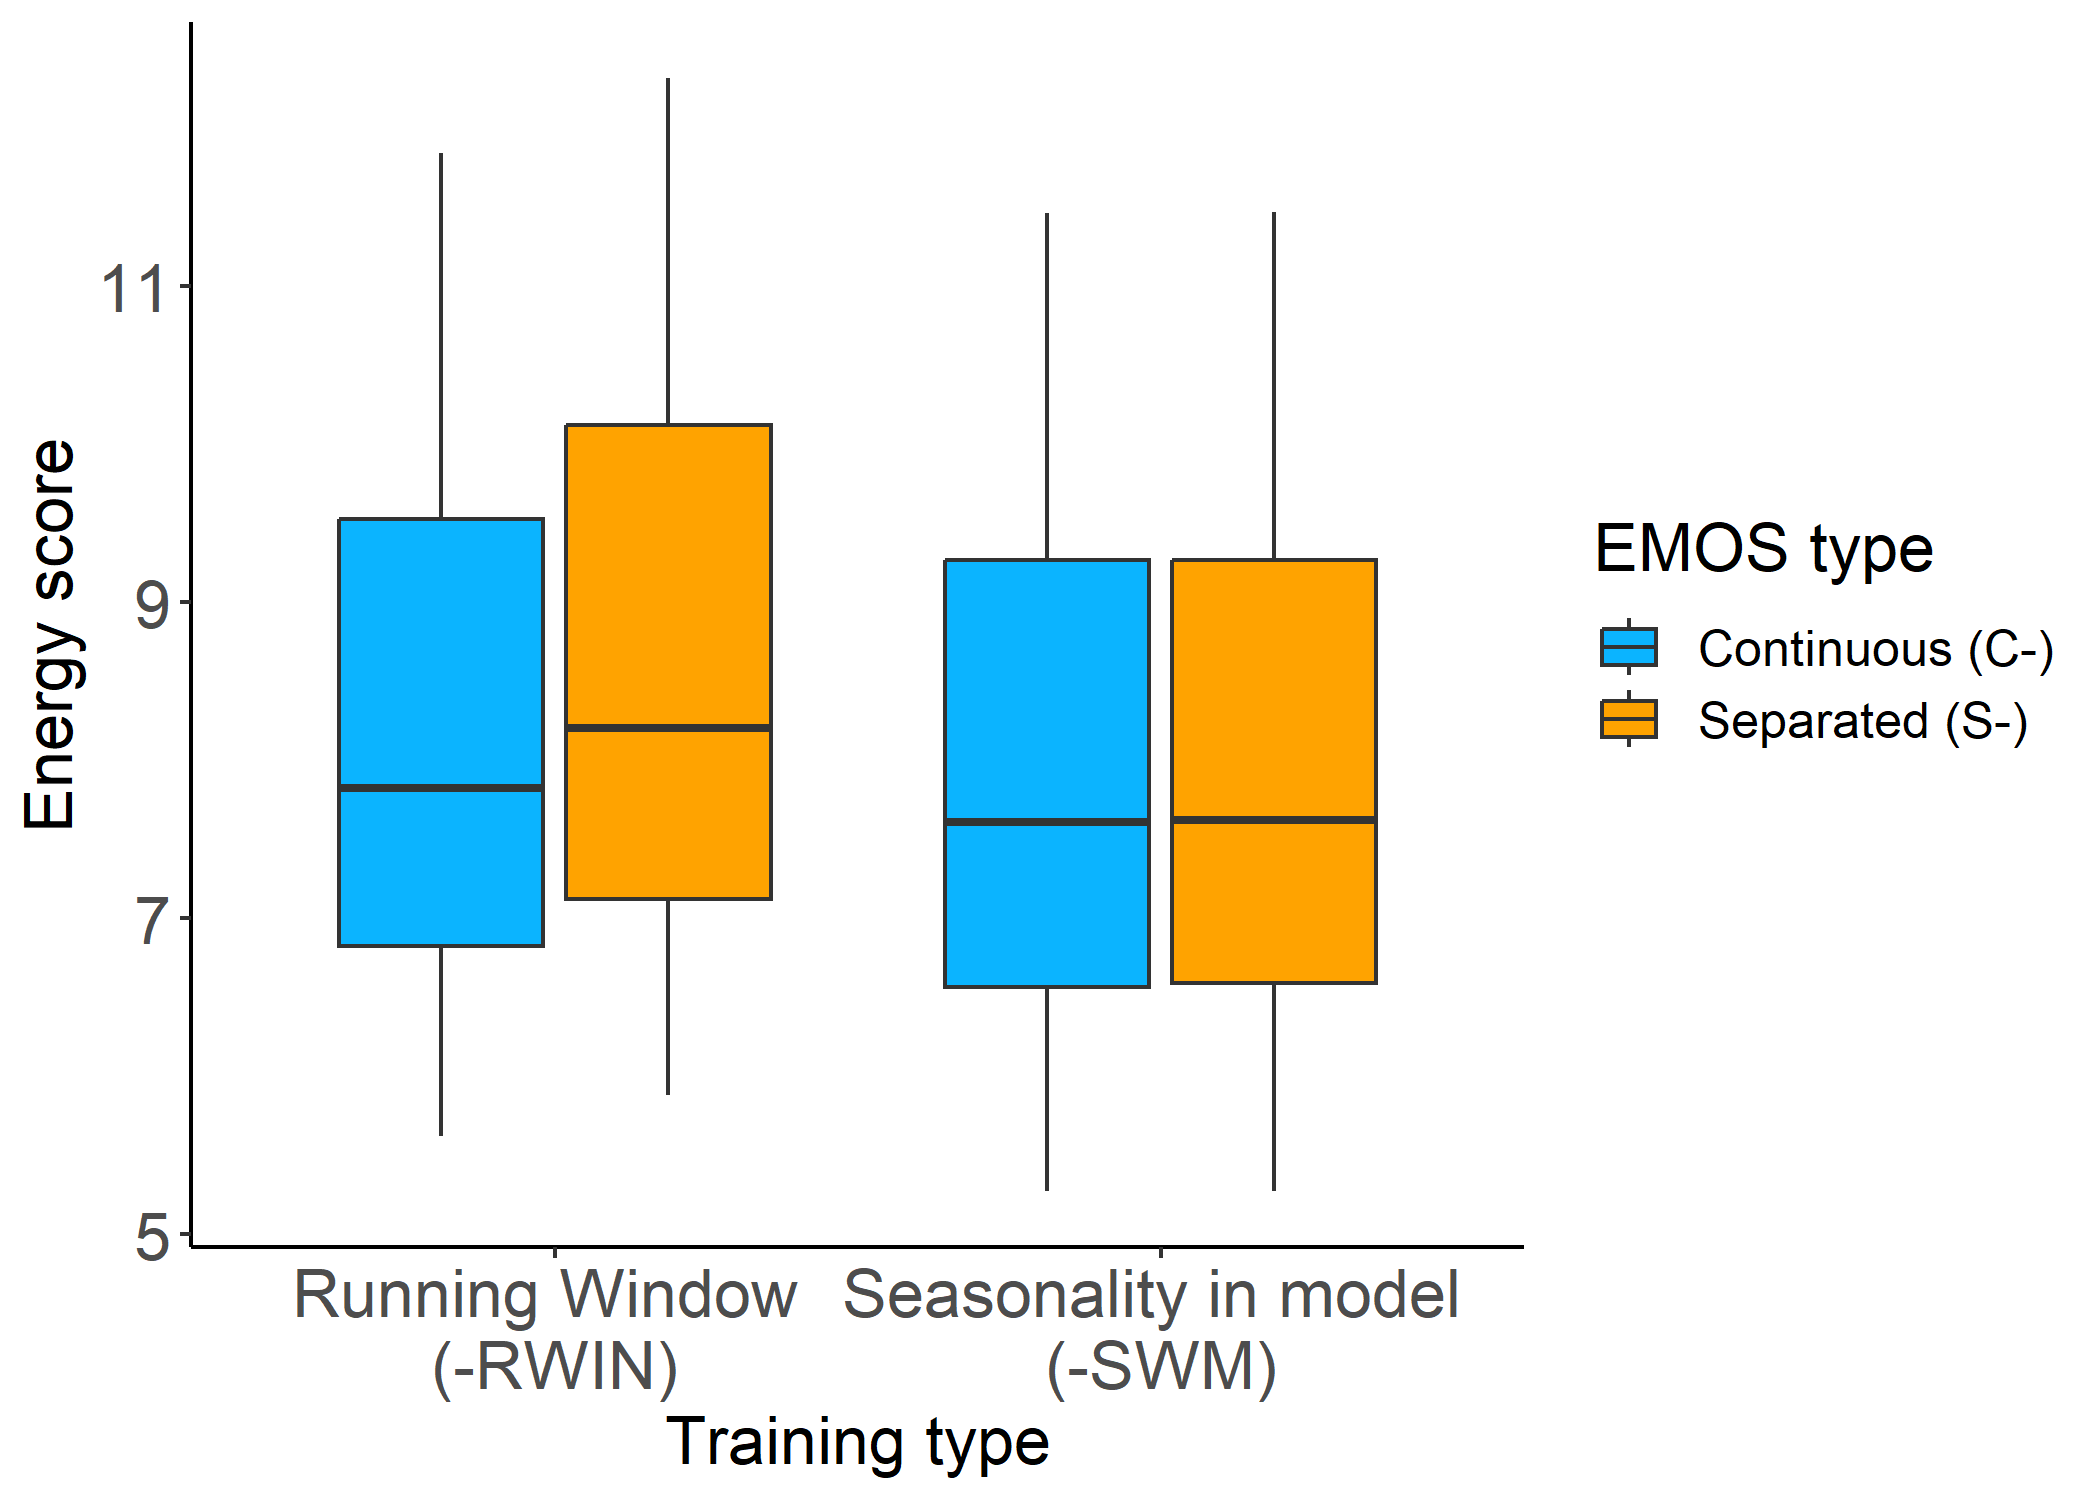 Energy score
11
9
7
5
Running Window
(-RWIN)
Seasonality in model
(-SWM)
Training type
EMOS type
Continuous (C-)
Separated (S-)